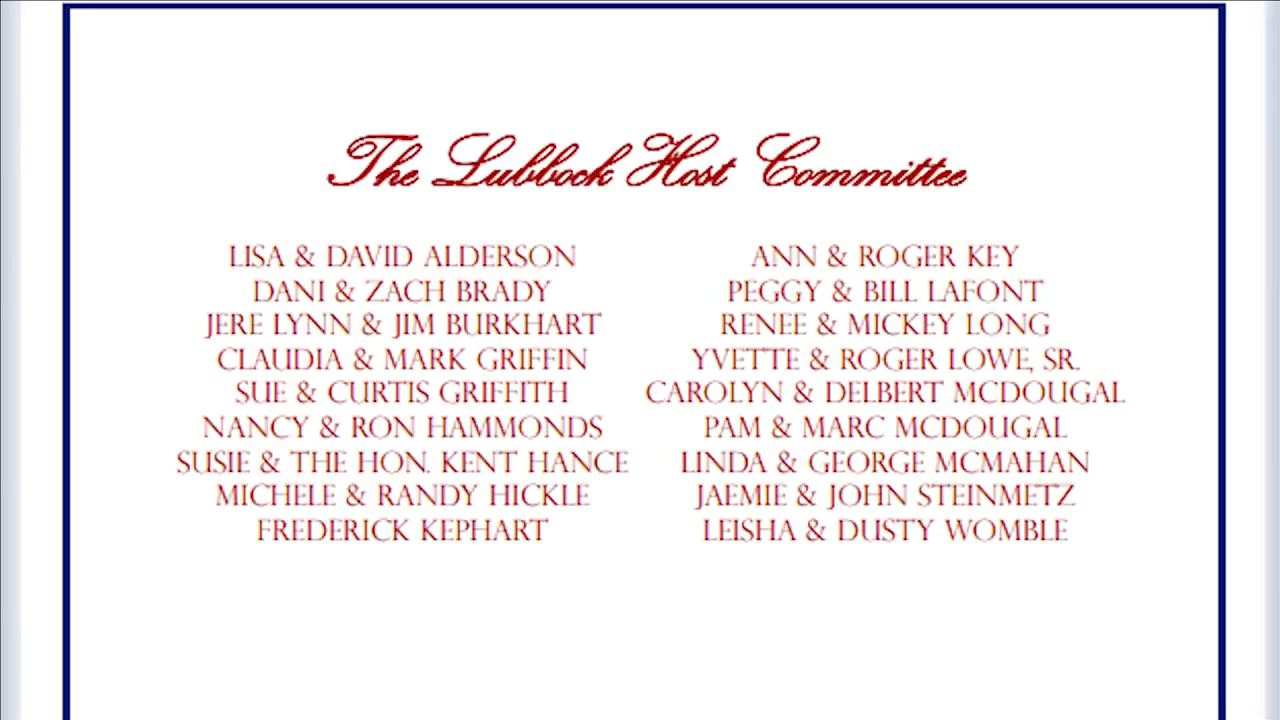 The Lubbock Host Committee
LISA & DAVID ALDERSON
DANI & ZACH BRADY
JERE LYNN & JIM BURKHART
CLAUDIA & MARK GRIFFIN
SUE & CURTIS GRIFFITH
NANCY & RON HAMMONDS
SUSIE & THE HON. KENT HANCE
MICHELE & RANDY HICKLE
FREDERICK KEPHART
ANN & ROGER KEY
PEGGY & BILL LAFONT
RENEE & MICKEY LONG
YVETTE & ROGER LOWE, SR.
CAROLYN & DELBERT MCDOUGAL
PAM & MARC MCDOUGAL
LINDA & GEORGE MCMAHAN
JAEMIE & JOHN STEINMETZ
LEISHA & DUSTY WOMBLE